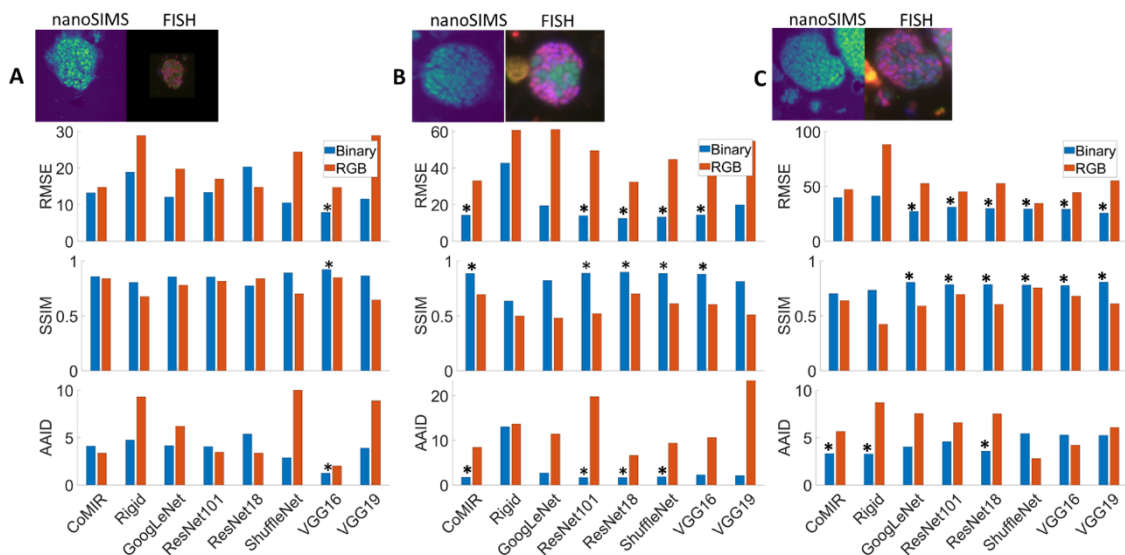 nanoSIMS FISH
A
30
20
10
0
RMSE
Binary
RGB
*
1
0.5
0
SSIM
*
10
5
0
AAID
*
CoMIR
Rigid
GoogLeNet
ResNet101
ResNet18
ShuffleNet
VGG16
VGG19
nanoSIMS FISH
B
60
40
20
0
RMSE
Binary
RGB
* * * * *
1
0.5
0
SSIM
* * * * *
20
10
0
AAID
* * * *
CoMIR
Rigid
GoogLeNet
ResNet101
ResNet18
ShuffleNet
VGG16
VGG19
nanoSIMS FISH
C
100
50
0
RMSE
Binary
RGB
* * * * * *
1
0.5
0
SSIM
* * * * * *
10
5
0
AAID
* * *
CoMIR
Rigid
GoogLeNet
ResNet101
ResNet18
ShuffleNet
VGG16
VGG19